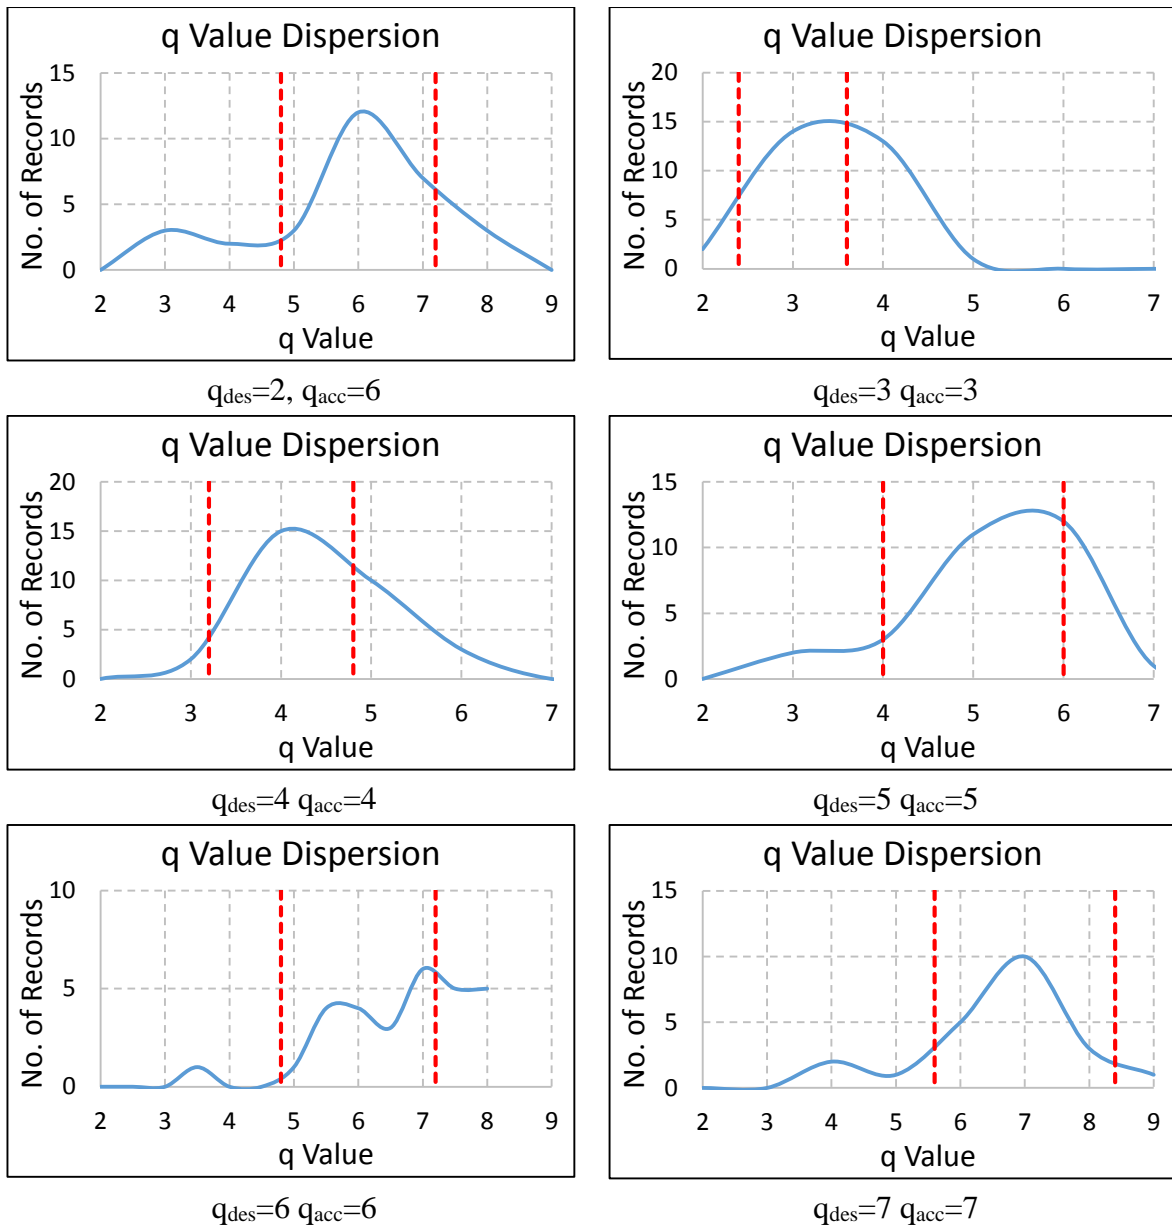 q Value Dispersion
No. of Records
15
10
5
0
2 3 4 5 6 7 8 9
q Value
q Value Dispersion
No. of Records
20
15
10
5
0
2 3 4 5 6 7
q Value
qdes=2, qacc=6
qdes=3 qacc=3
q Value Dispersion
No. of Records
20
15
10
5
0
2 3 4 5 6 7
q Value
q Value Dispersion
No. of Records
15
10
5
0
2 3 4 5 6 7
q Value
qdes=4 qacc=4
qdes=5 qacc=5
q Value Dispersion
No. of Records
10
5
0
2 3 4 5 6 7 8 9
q Value
q Value Dispersion
No. of Records
15
10
5
0
2 3 4 5 6 7 8 9
q Value
qdes=6 qacc=6
qdes=7 qacc=7